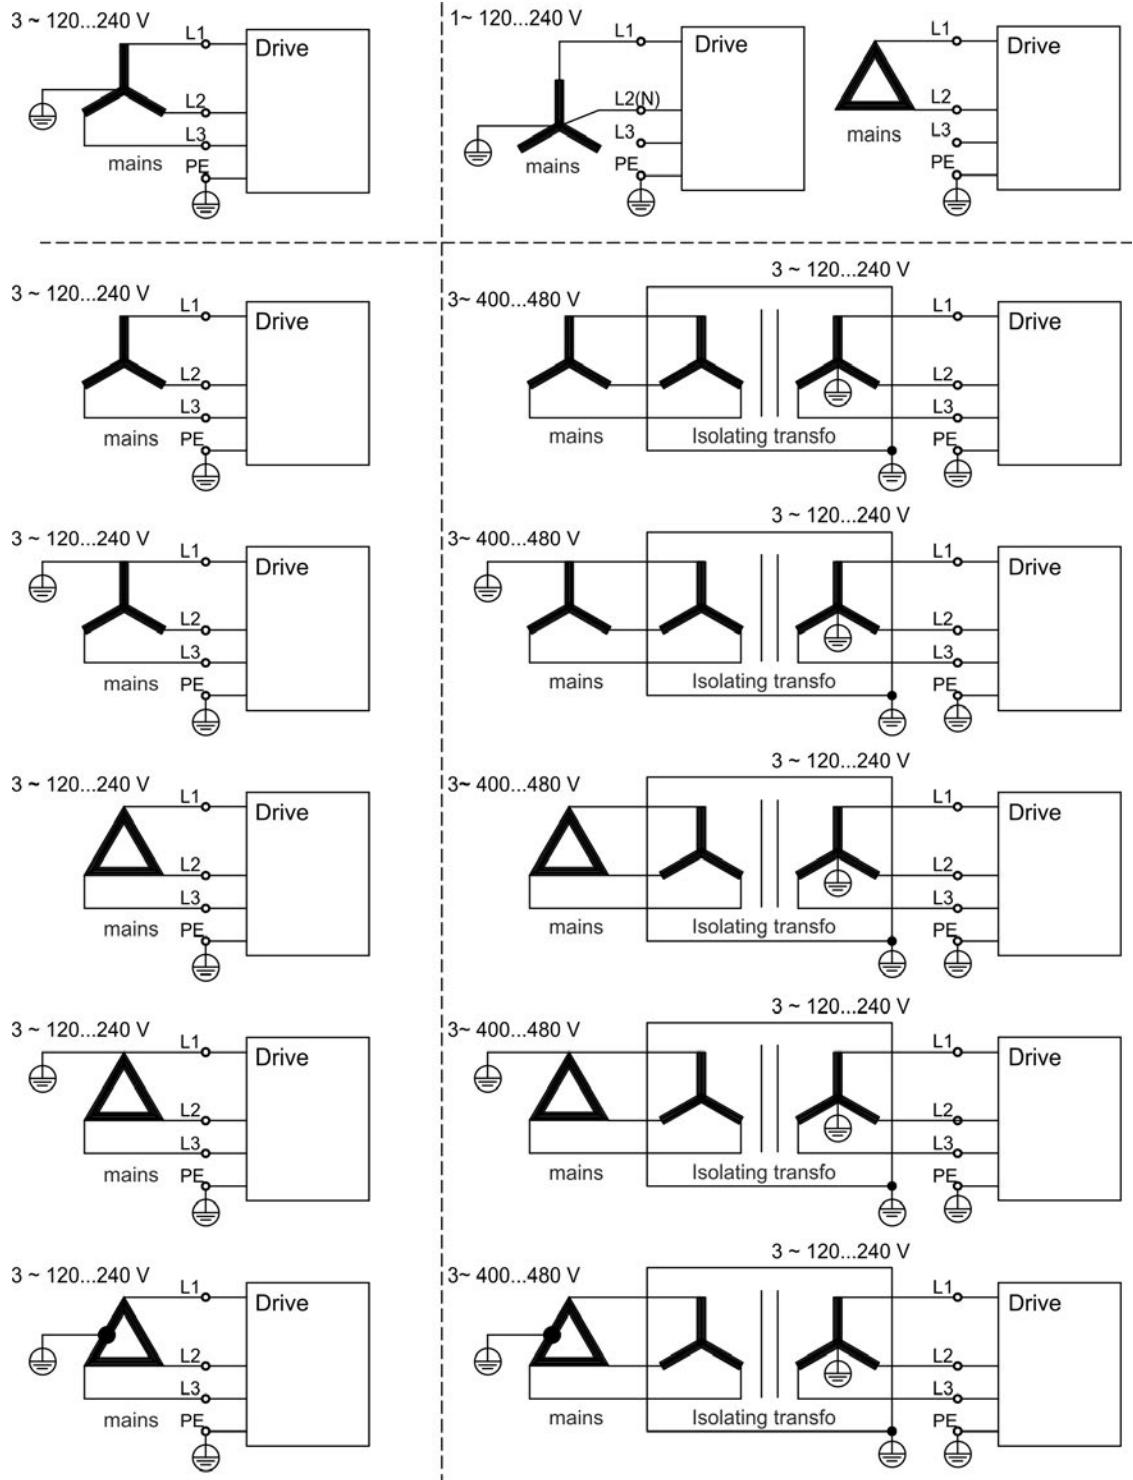 3 ~ 120...240 V
L1
Drive
L2
L3
mains
PE
1~ 120...240 V
L1
Drive
L2(N)
L3
mains
PE
L1
Drive
L2
mains
L3
PE
3 ~ 120...240 V
L1
Drive
L2
L3
mains
PE
3 ~ 120...240 V
3~ 400...480 V
L1
Drive
L2
L3
mains
Isolating transfo
PE
3 ~ 120...240 V
L1
Drive
L2
L3
mains
PE
3 ~ 120...240 V
3~ 400...480 V
L1
Drive
L2
L3
mains
Isolating transfo
PE
3 ~ 120...240 V
L1
Drive
L2
L3
mains
PE
3 ~ 120...240 V
3~ 400...480 V
L1
Drive
L2
L3
mains
Isolating transfo
PE
3 ~ 120...240 V
L1
Drive
L2
L3
mains
PE
3 ~ 120...240 V
3~ 400...480 V
L1
Drive
L2
L3
mains
Isolating transfo
PE
3 ~ 120...240 V
L1
Drive
L2
L3
mains
PE
3 ~ 120...240 V
3~ 400...480 V
L1
Drive
L2
L3
mains
Isolating transfo
PE